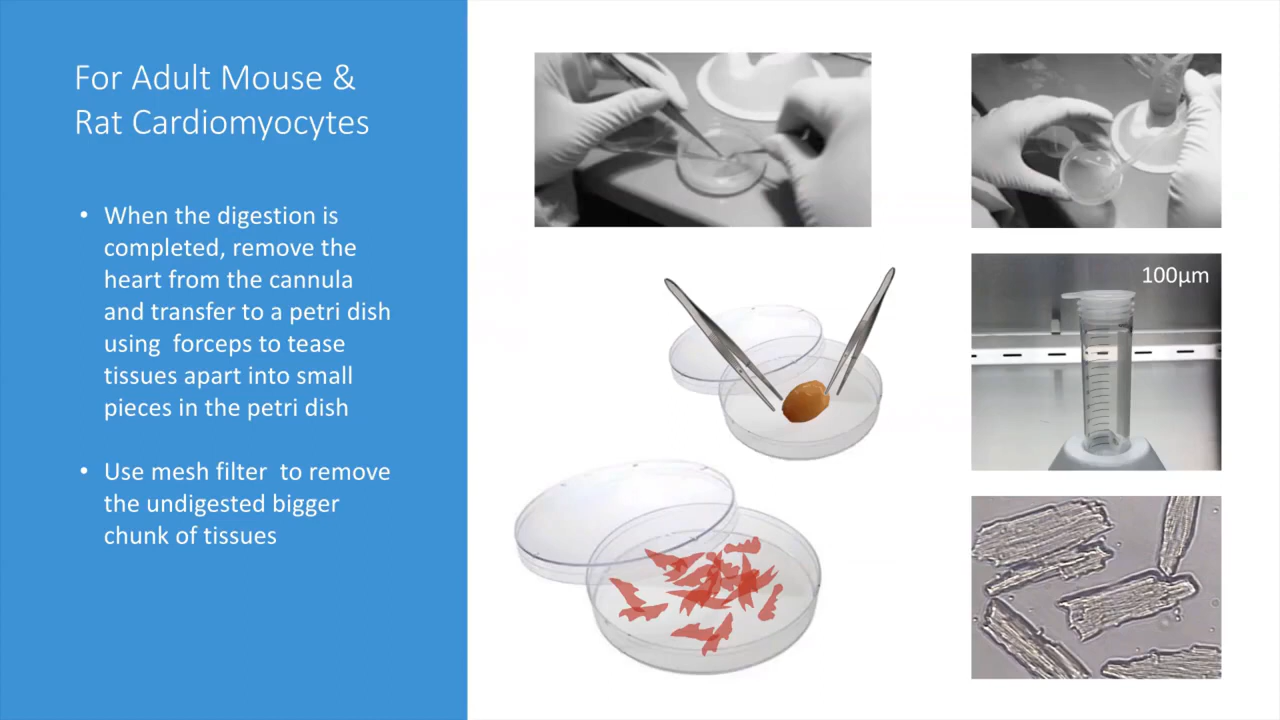 For Adult Mouse &
Rat Cardiomyocytes
• When the digestion is
completed, remove the
heart from the cannula
and transfer to a petri dish
using  forceps to tease
tissues apart into small
pieces in the petri dish
• Use mesh filter  to remove
the undigested bigger
chunk of tissues
100µm